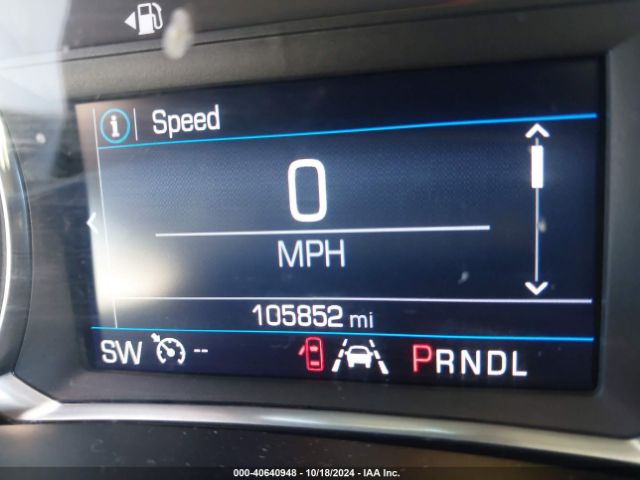 Speed
0
MPH
105852 mi
SW -- PRNDL
000-40640948 - 10/18/2024 - IAA Inc.